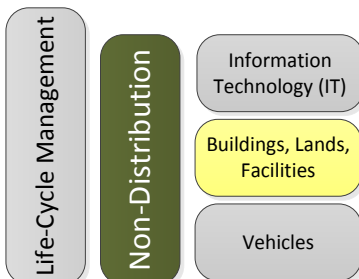 Life-Cycle Management
Non-Distribution
Information
Technology (IT)
Buildings, Lands,
Facilities
Vehicles